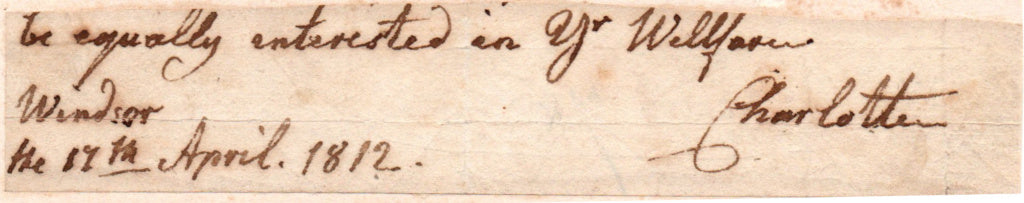 be equally interested in Yr Wellfare
Windsor
the 17th April. 1812.
Charlotte